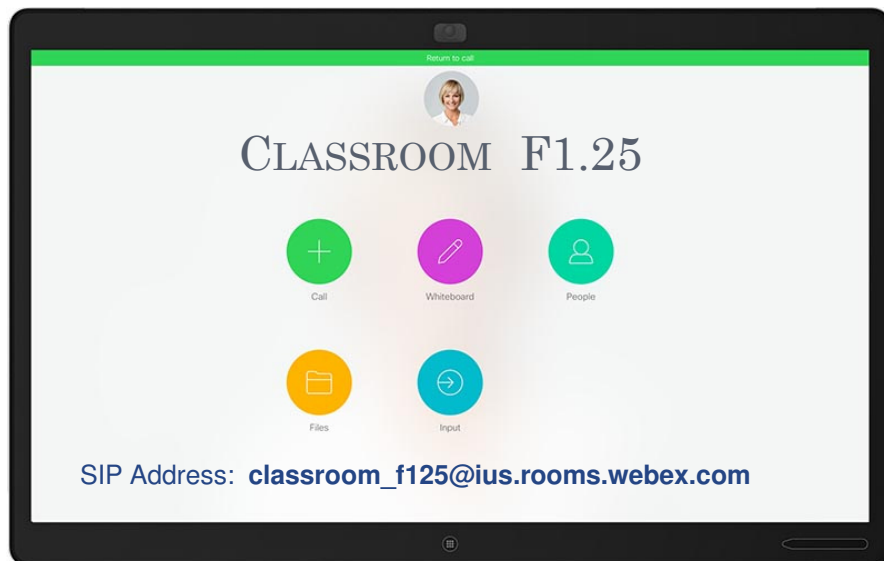 Return to call
CLASSROOM F1.25
Call
Whiteboard
People
Files
Input
SIP Address: classroom_f125@ius.rooms.webex.com